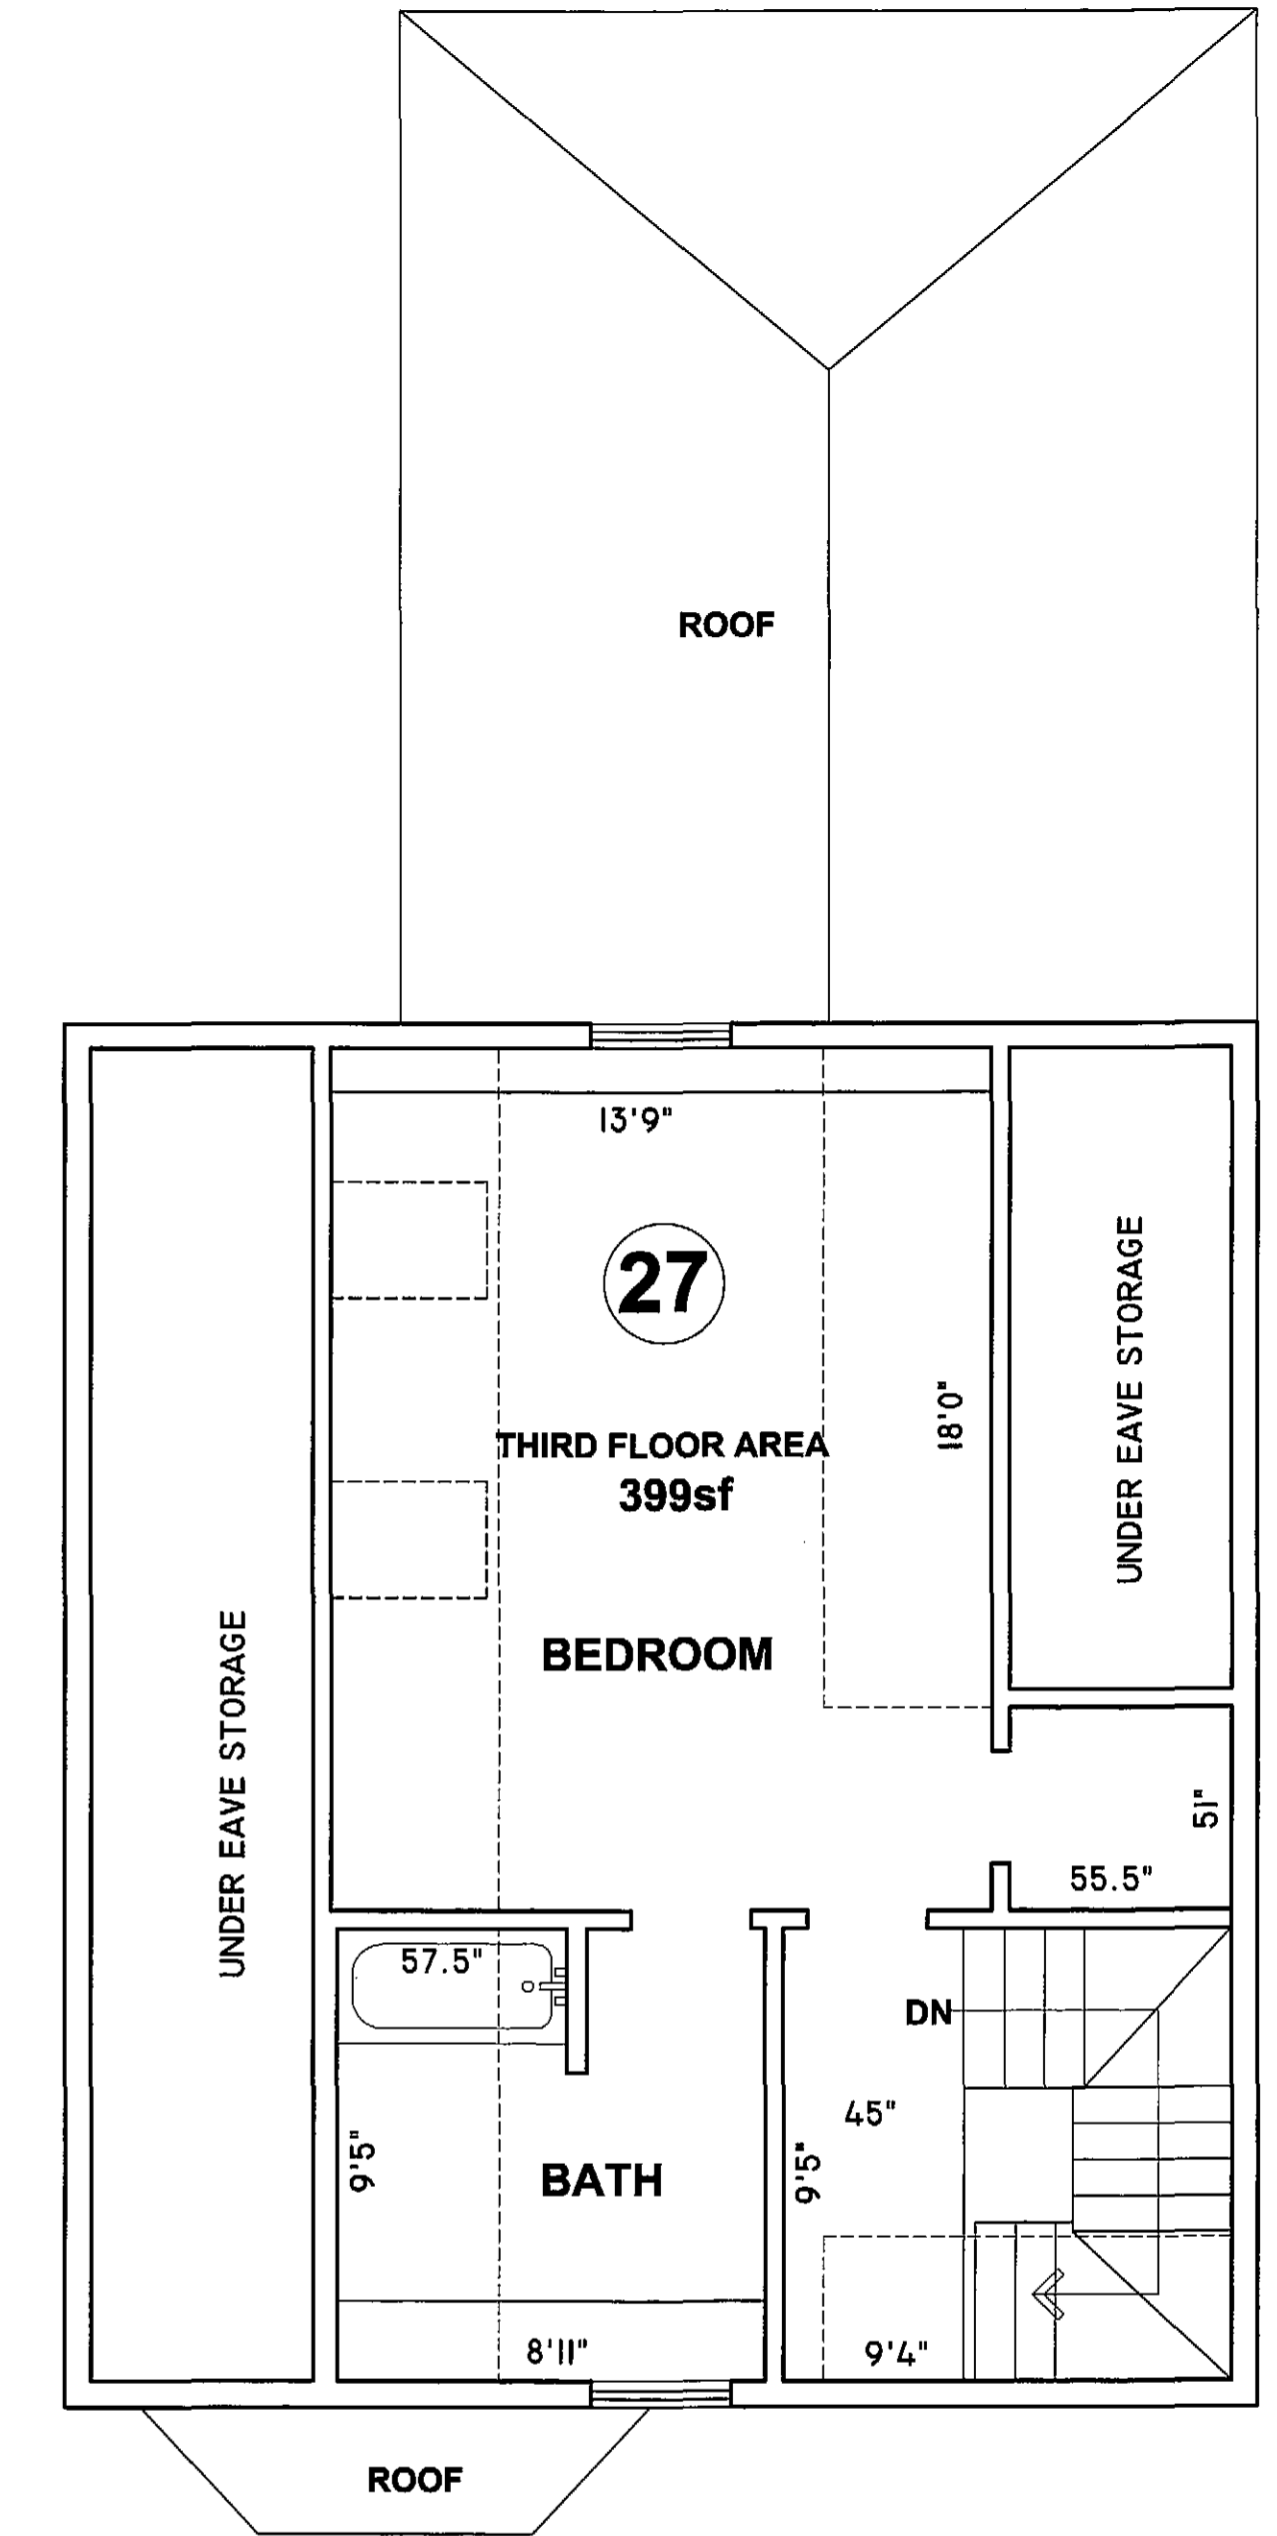 ROOF
13'9"
27
18'0"
THIRD FLOOR AREA
399sf
UNDER EAVE STORAGE
BEDROOM
UNDER EAVE STORAGE
51"
55.5"
57.5"
DN
45"
9'5"
BATH
9'5"
8'11"
9'4"
ROOF